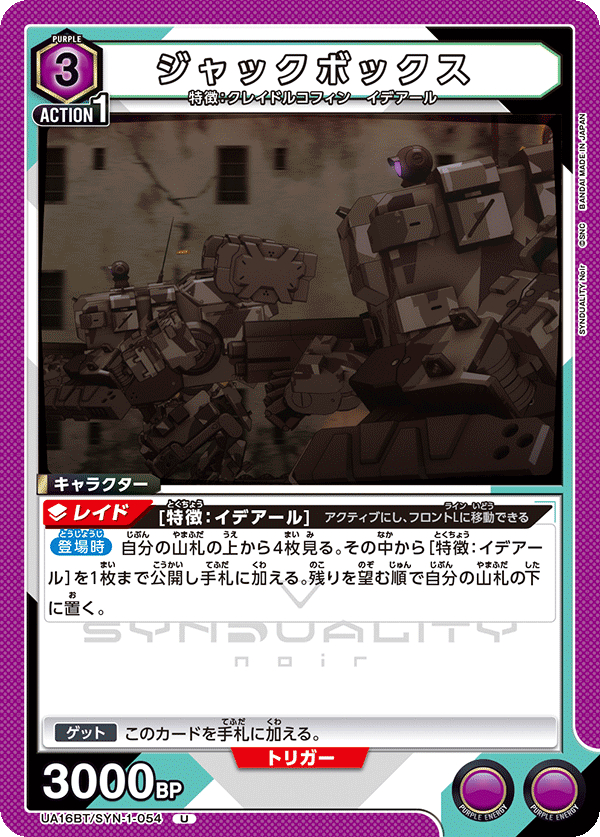 PURPLE
3
ジャックボックス
特徴:クレイドルコフィン イデアール
ACTION1
SYNDUALITY Noir ©SNC BANDAI MADE IN JAPAN
キャラクター
レイド [特徴:イデアール] アクティブにし、フロントLに移動できる
登場時 自分の山札の上から4枚見る。その中から[特徴:イデア
ール]を1枚まで公開し手札に加える。残りを望む順で自分の山札の下
に置く。
SYNDUALITY
noir
ゲット このカードを手札に加える。
トリガー
3000BP
GENERATED ENERGY
UA16BT/SYN-1-054 U